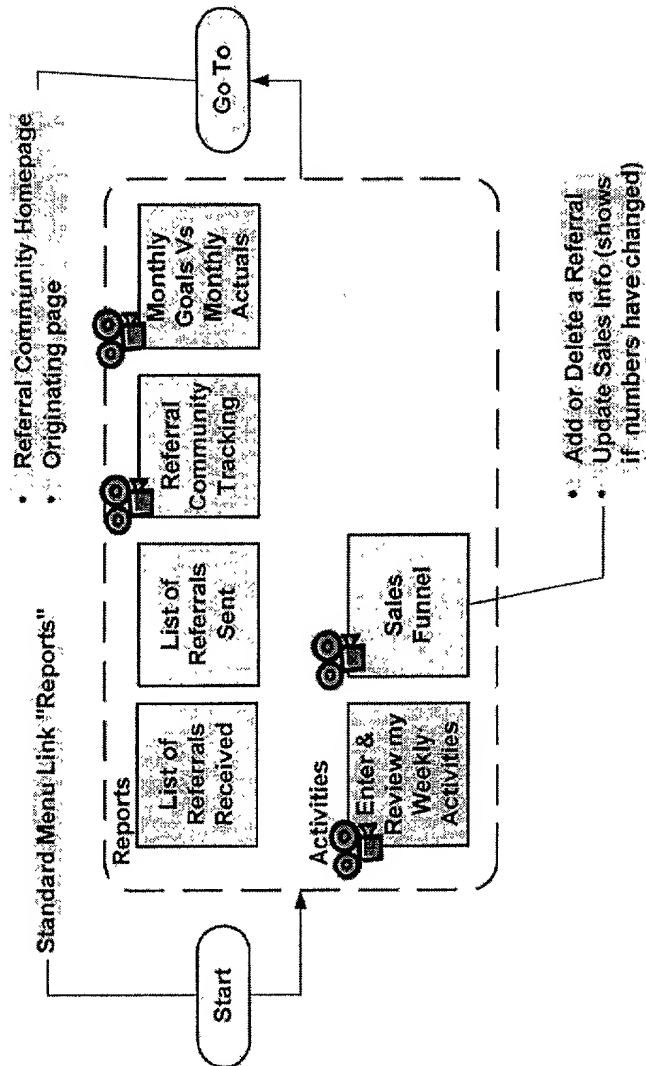 Standard Menu Link "Reports"
• Referral Community Homepage
• Originating page
Start
Go To
Reports
List of
Referrals
Received
List of
Referrals
Sent
Referral
Community
Tracking
Monthly
Goals Vs
Monthly
Actuals
Activities
Enter &
Review my
Weekly
Activities
Sales
Funnel
• Add or Delete a Referral
• Update Sales Info (shows
if numbers have changed)